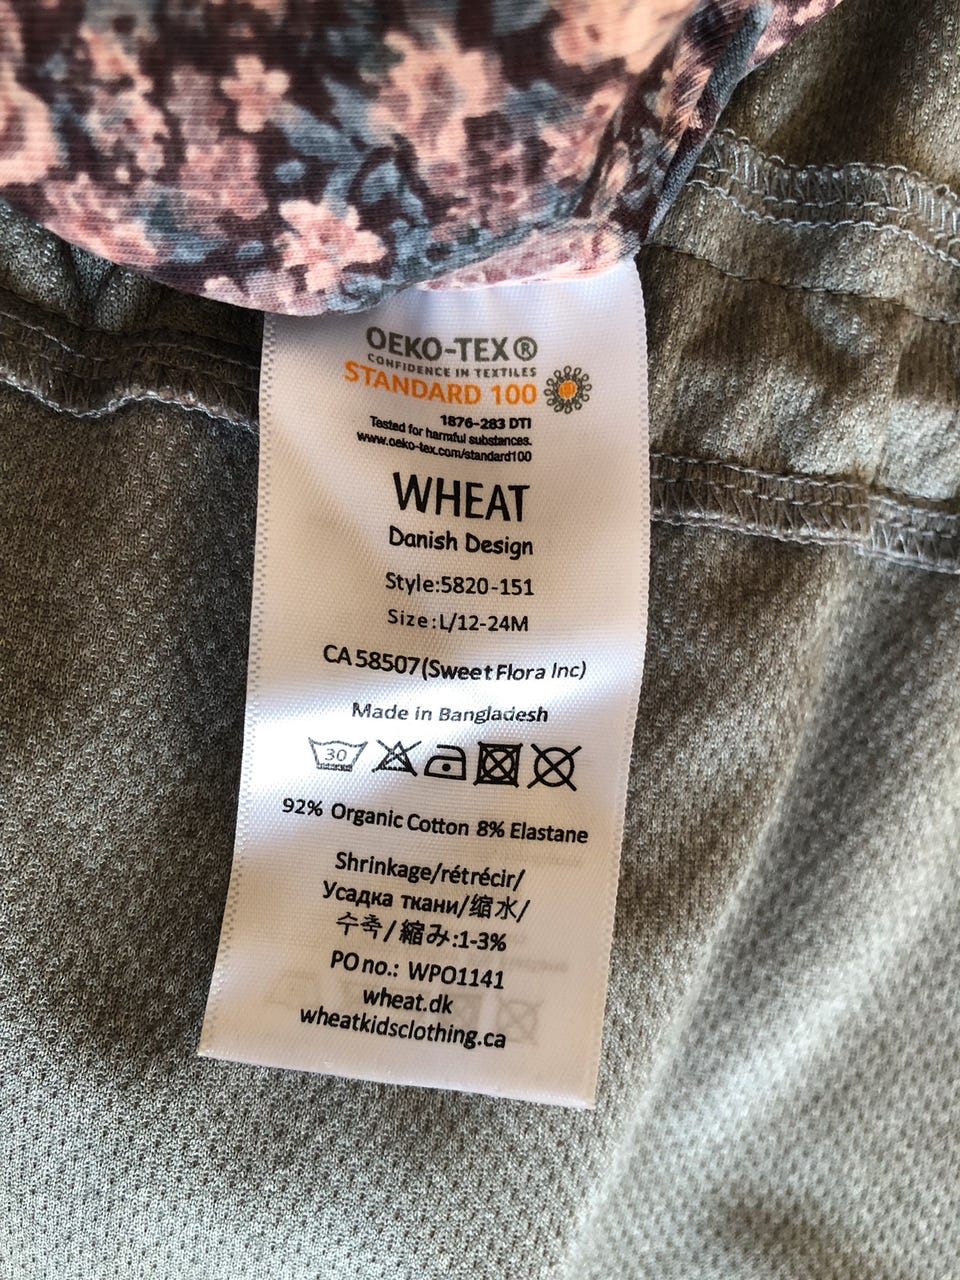 OEKO-TEX®
CONFIDENCE IN TEXTILES
STANDARD 100
1876-283 DTI
Tested for harmful substances.
www.oeko-tex.com/standard100
WHEAT
Danish Design
Style:5820-151
Size:L/12-24M
CA 58507(Sweet Flora Inc)
Made in Bangladesh
30
92% Organic Cotton 8% Elastane
Shrinkage/rétrécir/
Усадка ткани/缩水/
수축/縮み:1-3%
PO no.: WPO1141
wheat.dk
wheatkidsclothing.ca